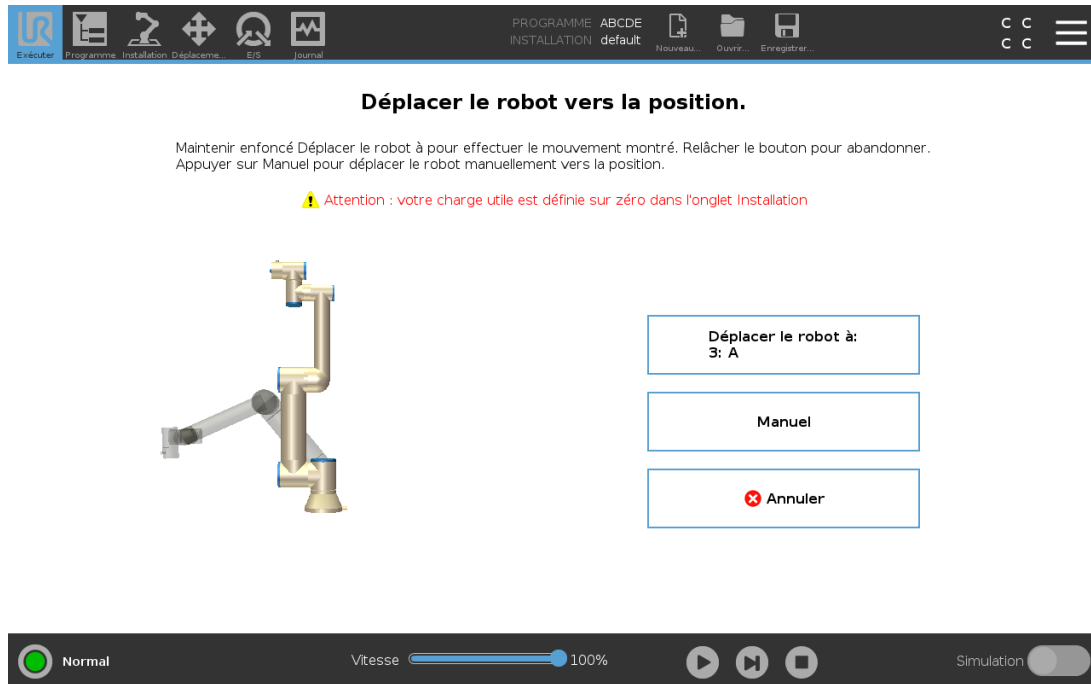 Exécuter
Programme
Installation
Déplaceme...
E/S
Journal
PROGRAMME ABCDE
INSTALLATION default
Nouveau...
Ouvrir...
Enregistrer...
C C
C C
Déplacer le robot vers la position.
Maintenir enfoncé Déplacer le robot à pour effectuer le mouvement montré. Relâcher le bouton pour abandonner.
Appuyer sur Manuel pour déplacer le robot manuellement vers la position.
Attention : votre charge utile est définie sur zéro dans l'onglet Installation
Déplacer le robot à:
3: A
Manuel
Annuler
Normal
Vitesse
100%
Simulation